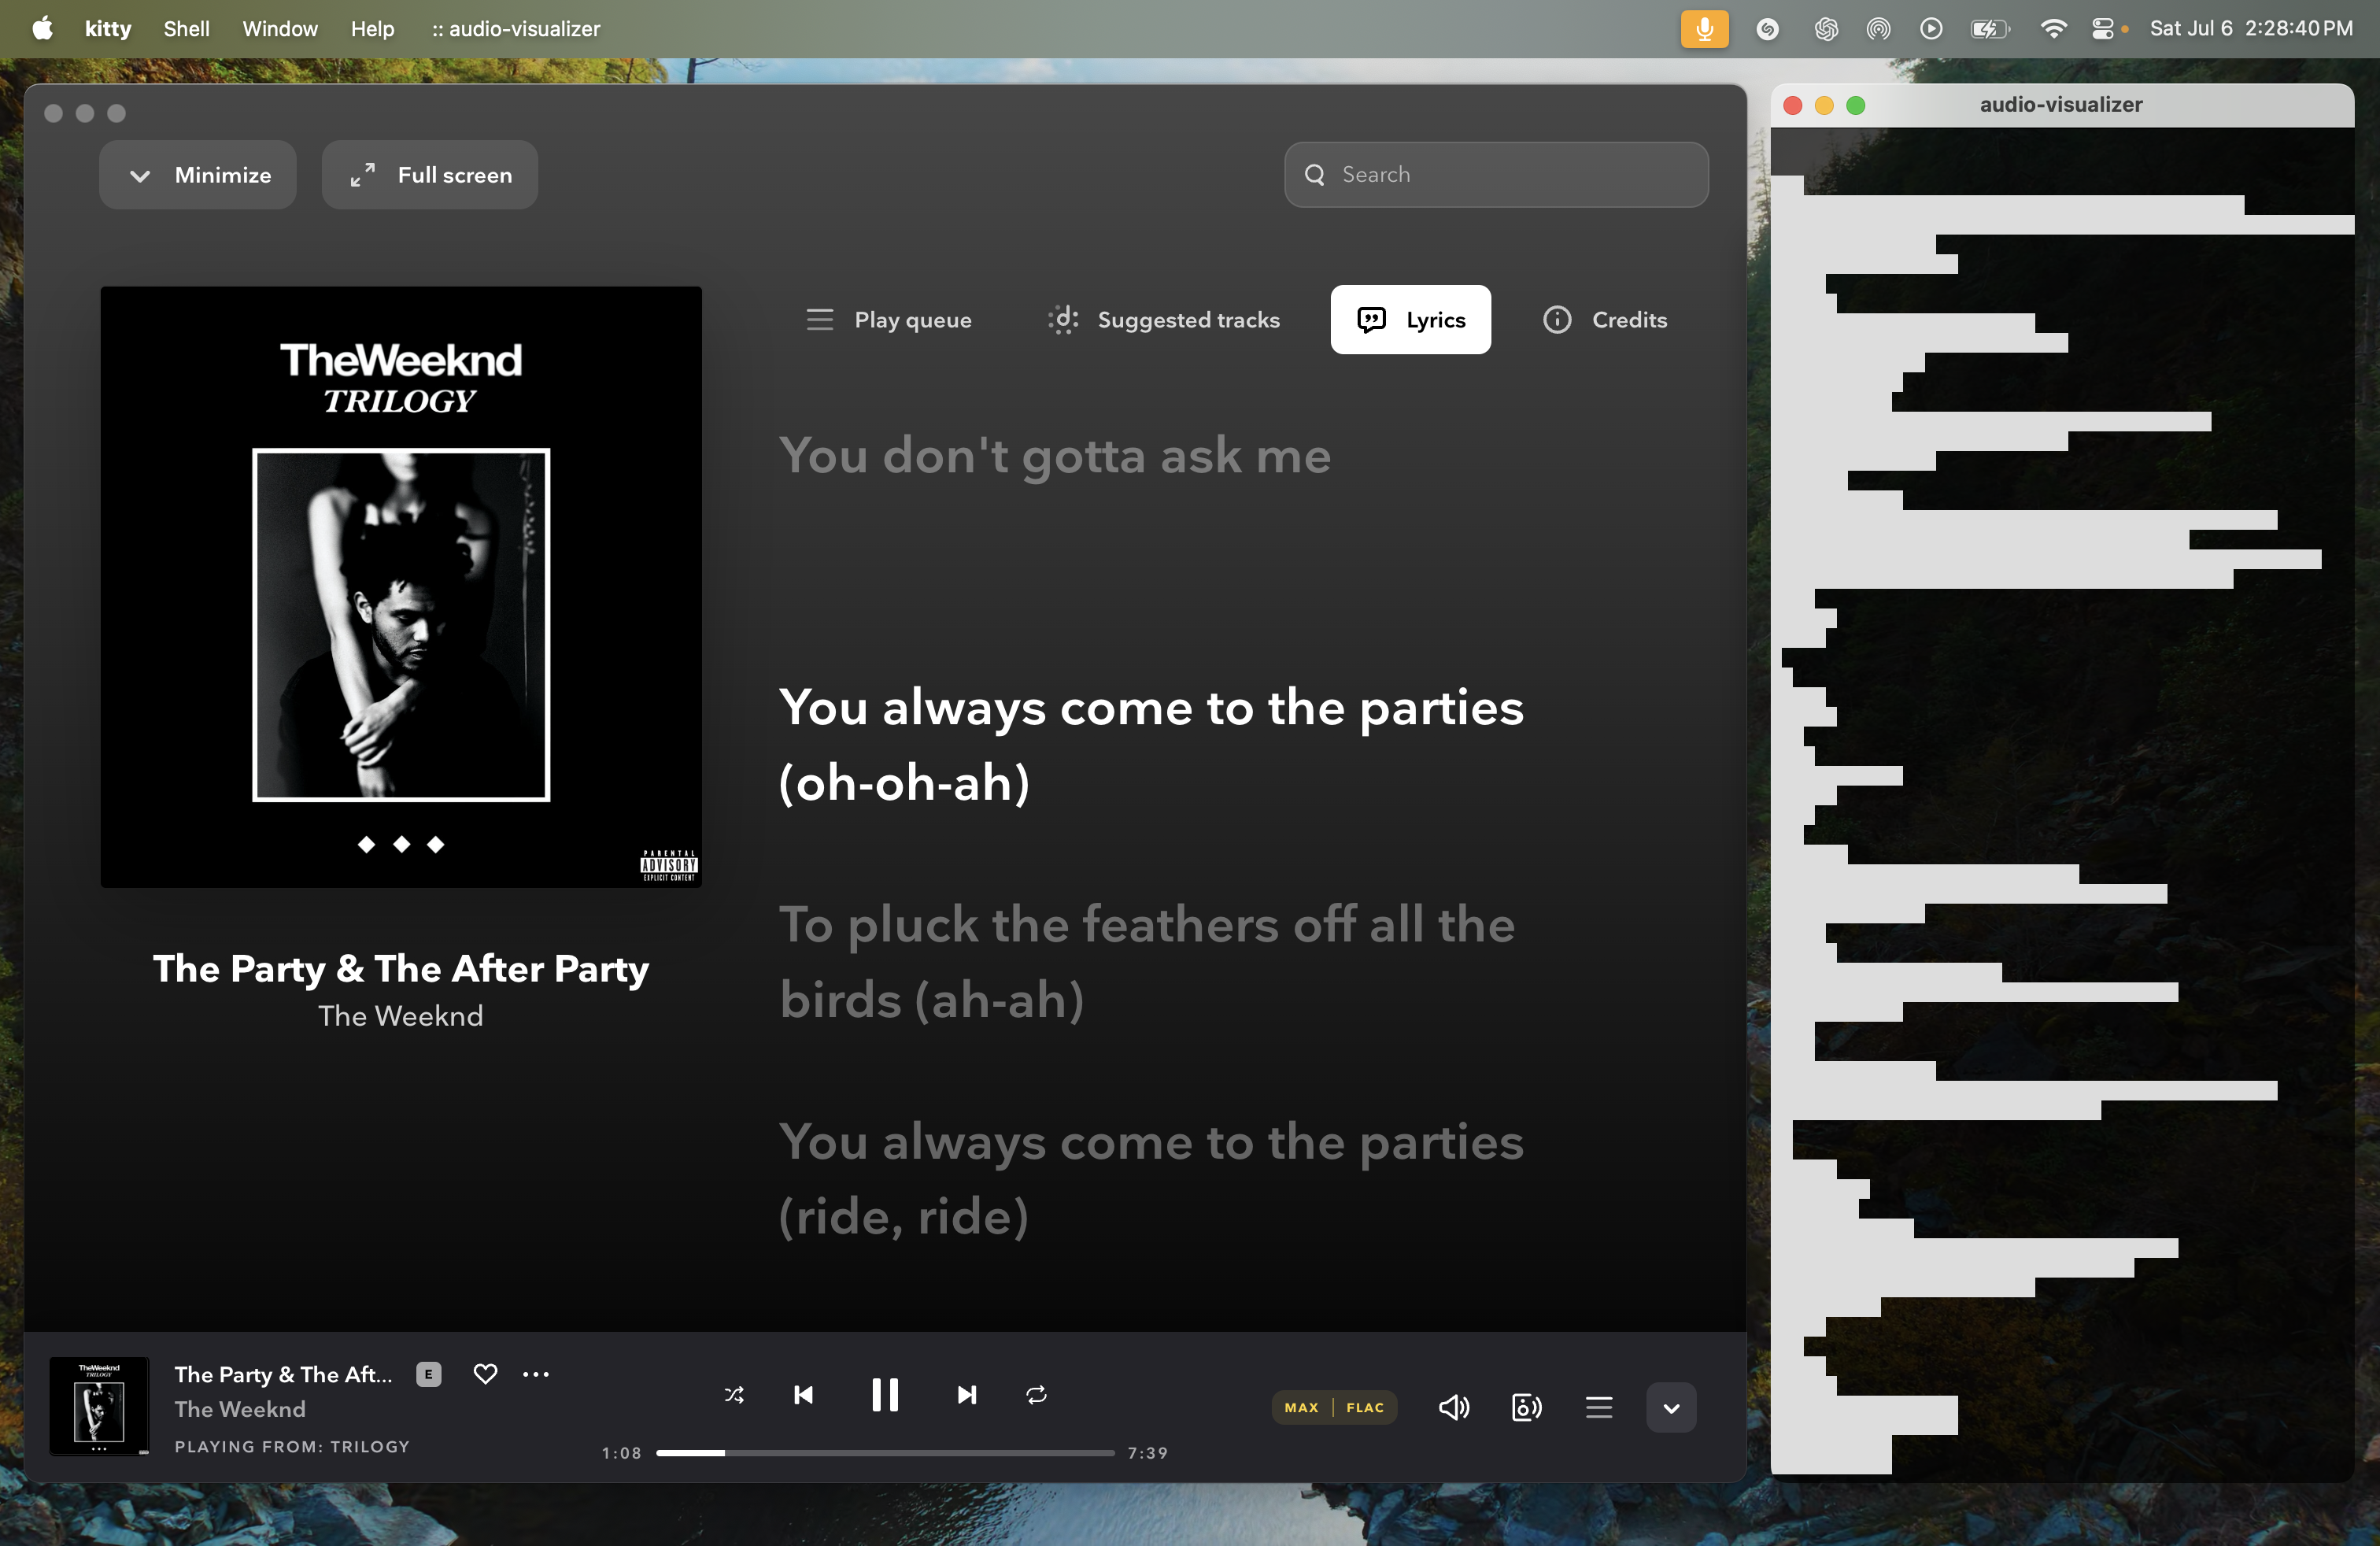 kitty Shell Window Help :: audio-visualizer
Sat Jul 6 2:28:40 PM
audio-visualizer
Minimize
Full screen
Search
TheWeeknd
TRILOGY
PARENTAL
ADVISORY
EXPLICIT CONTENT
The Party & The After Party
The Weeknd
Play queue
Suggested tracks
Lyrics
Credits
You don't gotta ask me
You always come to the parties
(oh-oh-ah)
To pluck the feathers off all the
birds (ah-ah)
You always come to the parties
(ride, ride)
TheWeeknd
TRILOGY
The Party & The Aft... E
The Weeknd
PLAYING FROM: TRILOGY
1:08
7:39
MAX | FLAC